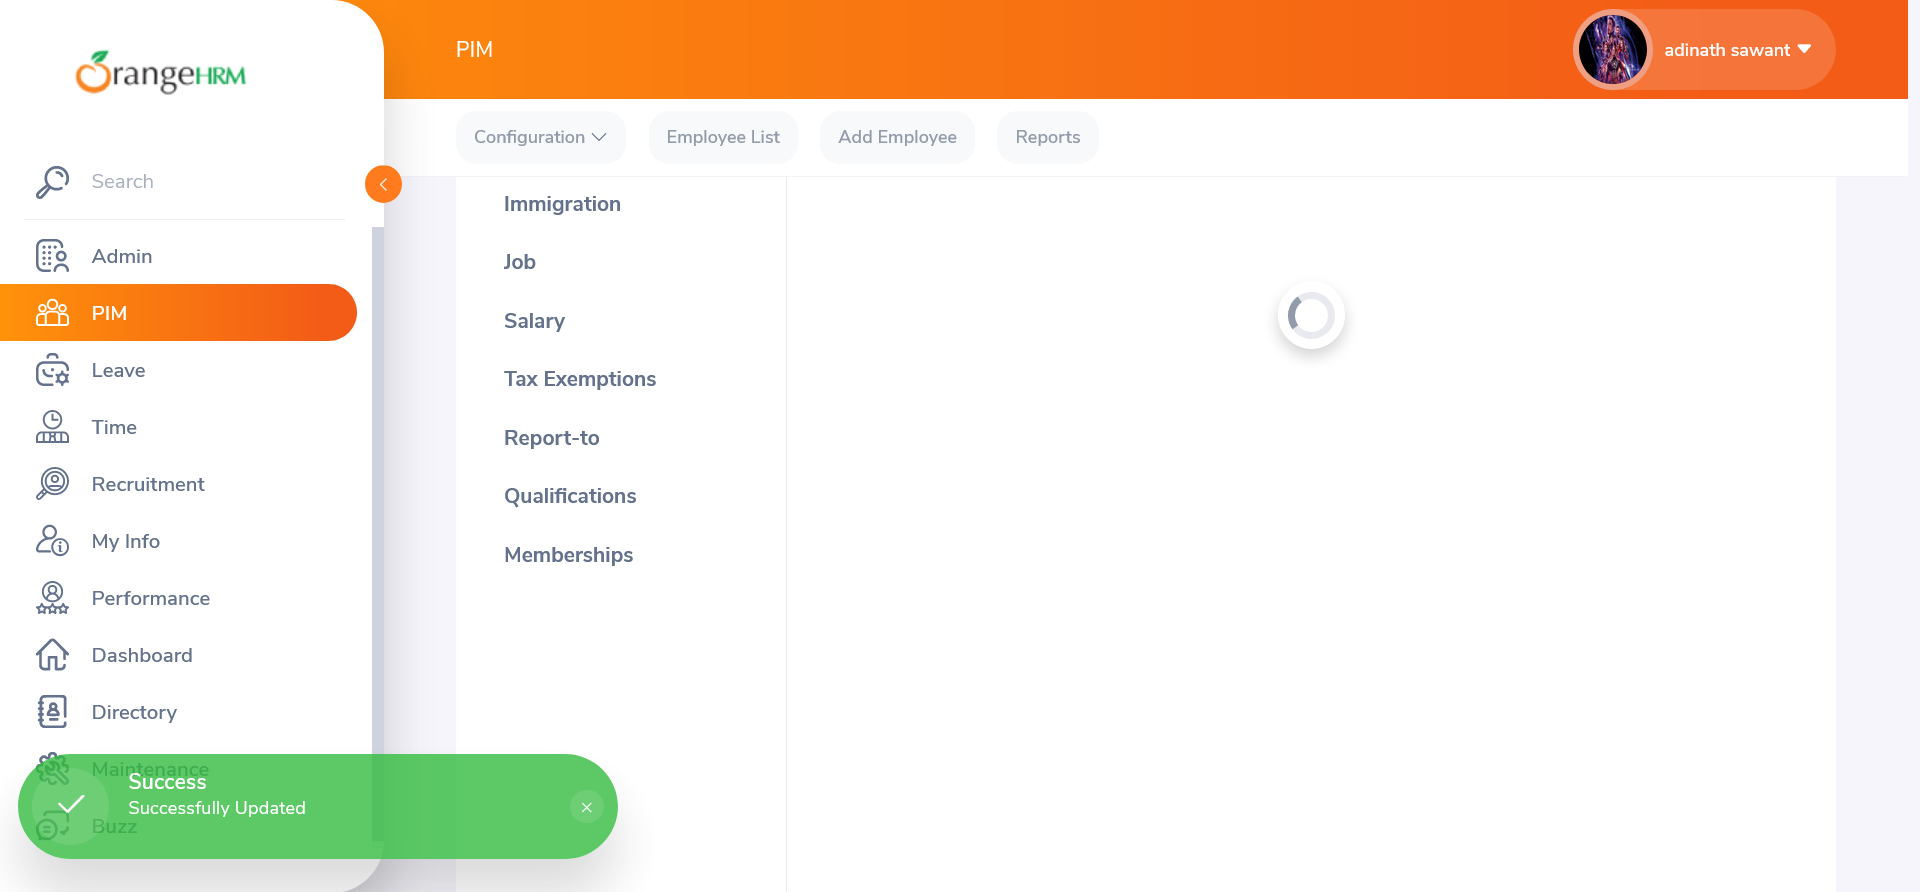 OrangeHRM
PIM
adinath sawant
Configuration
Employee List
Add Employee
Reports
Search
Admin
PIM
Leave
Time
Recruitment
My Info
Performance
Dashboard
Directory
Maintenance
Buzz
Immigration
Job
Salary
Tax Exemptions
Report-to
Qualifications
Memberships
Success
Successfully Updated